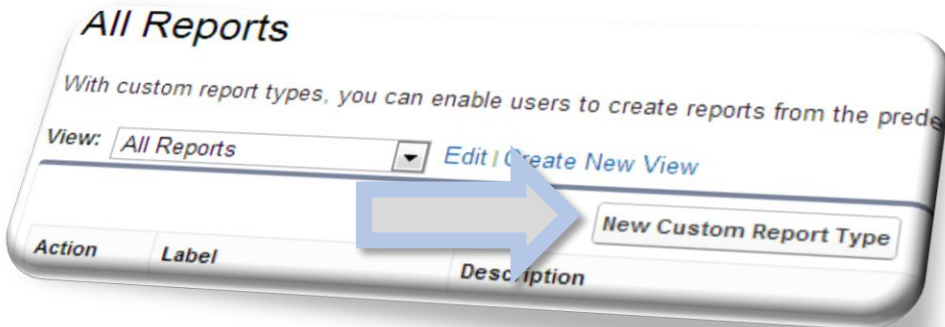 All Reports
With custom report types, you can enable users to create reports from the prede
View: All Reports Edit | Create New View
New Custom Report Type
Action Label Description